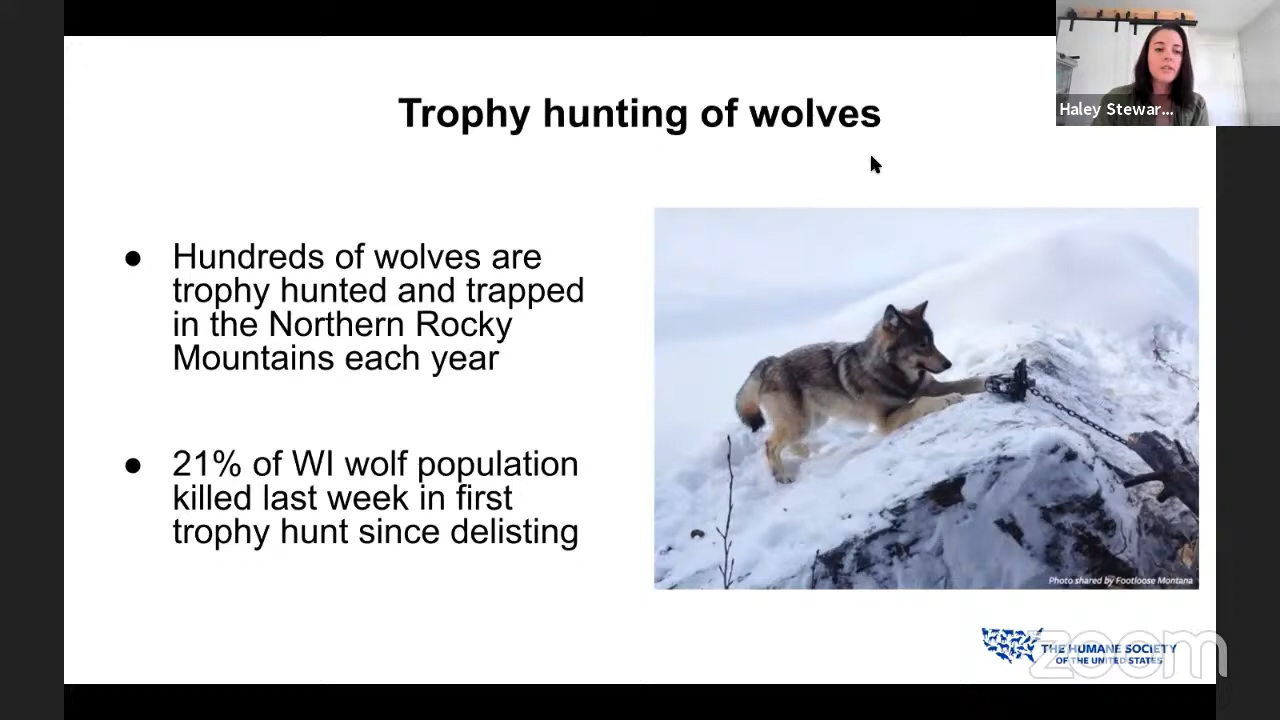 Haley Stewar...
Trophy hunting of wolves
● Hundreds of wolves are
trophy hunted and trapped
in the Northern Rocky
Mountains each year
● 21% of WI wolf population
killed last week in first
trophy hunt since delisting
Photo shared by Footloose Montana
THE HUMANE SOCIETY
OF THE UNITED STATES
zoom